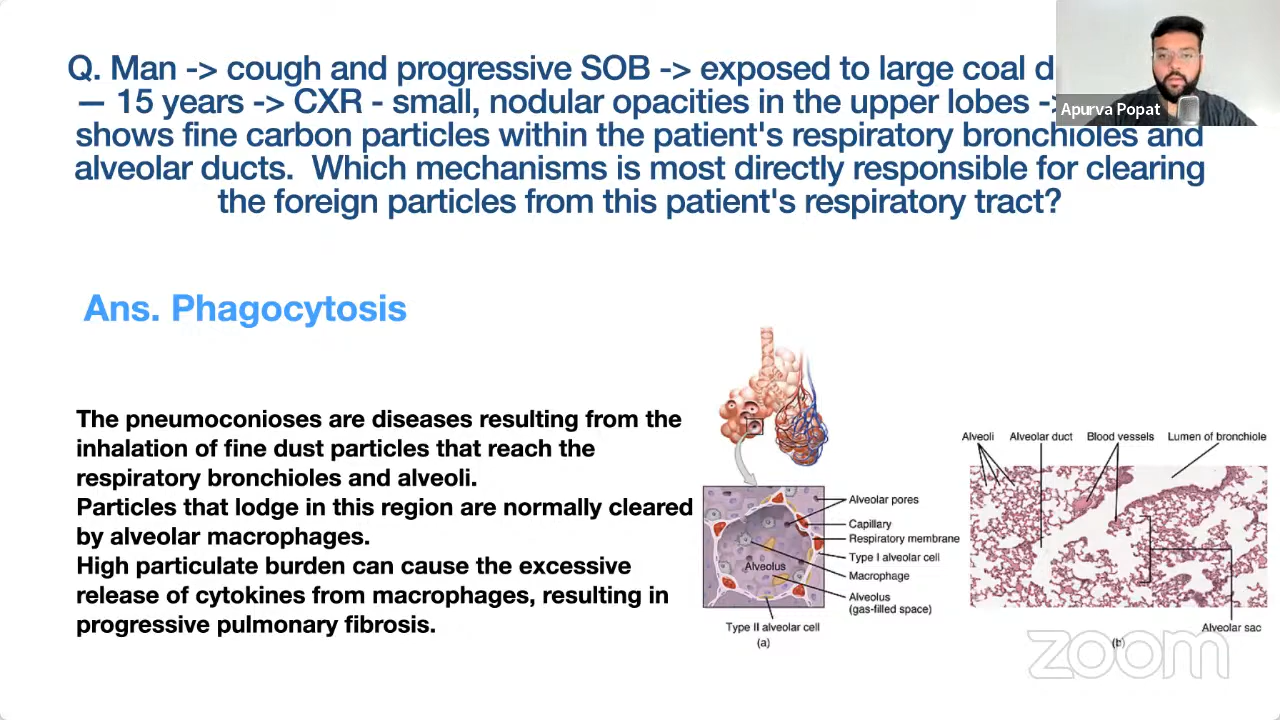 Q. Man -> cough and progressive SOB -> exposed to large coal d
— 15 years -> CXR - small, nodular opacities in the upper lobes ->
shows fine carbon particles within the patient's respiratory bronchioles and
alveolar ducts. Which mechanisms is most directly responsible for clearing
the foreign particles from this patient's respiratory tract?
Apurva Popat
Ans. Phagocytosis
The pneumoconioses are diseases resulting from the
inhalation of fine dust particles that reach the
respiratory bronchioles and alveoli.
Particles that lodge in this region are normally cleared
by alveolar macrophages.
High particulate burden can cause the excessive
release of cytokines from macrophages, resulting in
progressive pulmonary fibrosis.
Alveolar pores
Capillary
Respiratory membrane
Type I alveolar cell
Alveolus
Macrophage
Alveolus
(gas-filled space)
Type II alveolar cell
(a)
Alveoli Alveolar duct Blood vessels Lumen of bronchiole
Alveolar sac
(b)
zoom